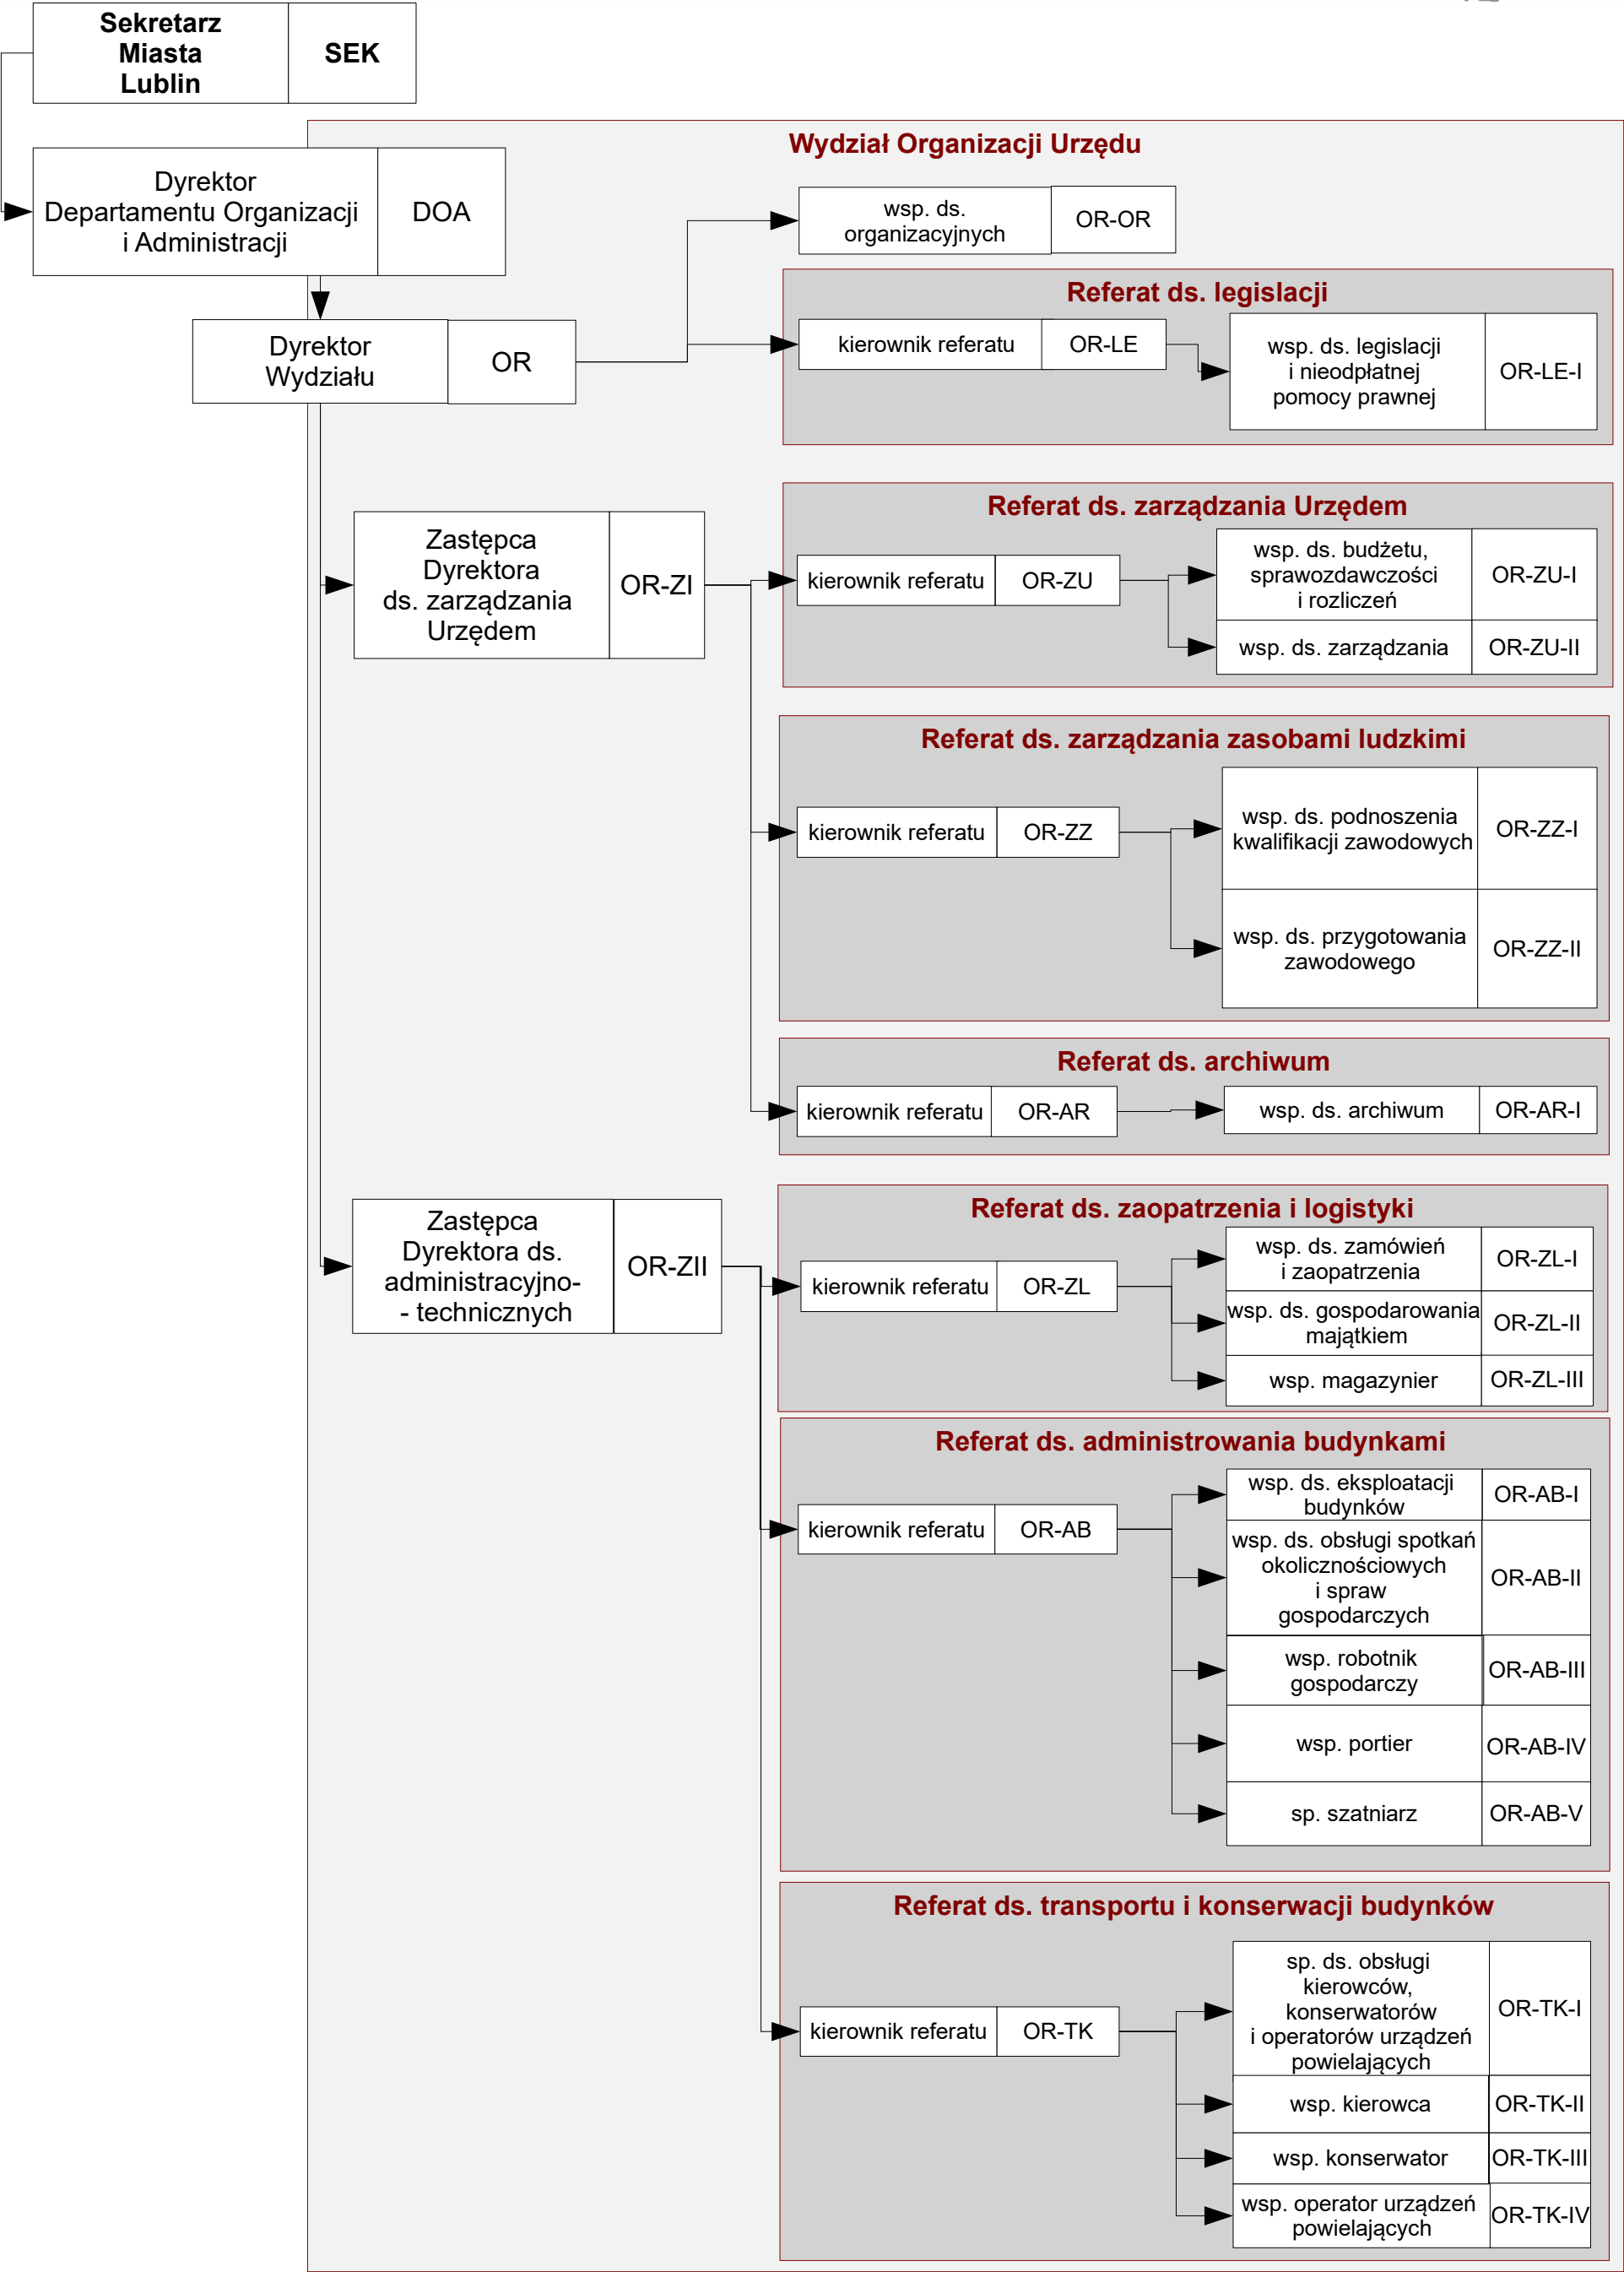 Sekretarz
Miasta
Lublin
SEK
Wydział Organizacji Urzędu
Dyrektor
Departamentu Organizacji
i Administracji
DOA
wsp. ds.
organizacyjnych
OR-OR
Dyrektor
Wydziału
OR
Referat ds. legislacji
kierownik referatu
OR-LE
wsp. ds. legislacji
i nieodpłatnej
pomocy prawnej
OR-LE-I
Zastępca
Dyrektora
ds. zarządzania
Urzędem
OR-ZI
Referat ds. zarządzania Urzędem
kierownik referatu
OR-ZU
wsp. ds. budżetu,
sprawozdawczości
i rozliczeń
OR-ZU-I
wsp. ds. zarządzania
OR-ZU-II
Referat ds. zarządzania zasobami ludzkimi
kierownik referatu
OR-ZZ
wsp. ds. podnoszenia
kwalifikacji zawodowych
OR-ZZ-I
wsp. ds. przygotowania
zawodowego
OR-ZZ-II
Referat ds. archiwum
kierownik referatu
OR-AR
wsp. ds. archiwum
OR-AR-I
Zastępca
Dyrektora ds.
administracyjno-
- technicznych
OR-ZII
Referat ds. zaopatrzenia i logistyki
kierownik referatu
OR-ZL
wsp. ds. zamówień
i zaopatrzenia
OR-ZL-I
wsp. ds. gospodarowania
majątkiem
OR-ZL-II
wsp. magazynier
OR-ZL-III
Referat ds. administrowania budynkami
kierownik referatu
OR-AB
wsp. ds. eksploatacji
budynków
OR-AB-I
wsp. ds. obsługi spotkań
okolicznościowych
i spraw
gospodarczych
OR-AB-II
wsp. robotnik
gospodarczy
OR-AB-III
wsp. portier
OR-AB-IV
sp. szatniarz
OR-AB-V
Referat ds. transportu i konserwacji budynków
kierownik referatu
OR-TK
sp. ds. obsługi
kierowców,
konserwatorów
i operatorów urządzeń
powielających
OR-TK-I
wsp. kierowca
OR-TK-II
wsp. konserwator
OR-TK-III
wsp. operator urządzeń
powielających
OR-TK-IV